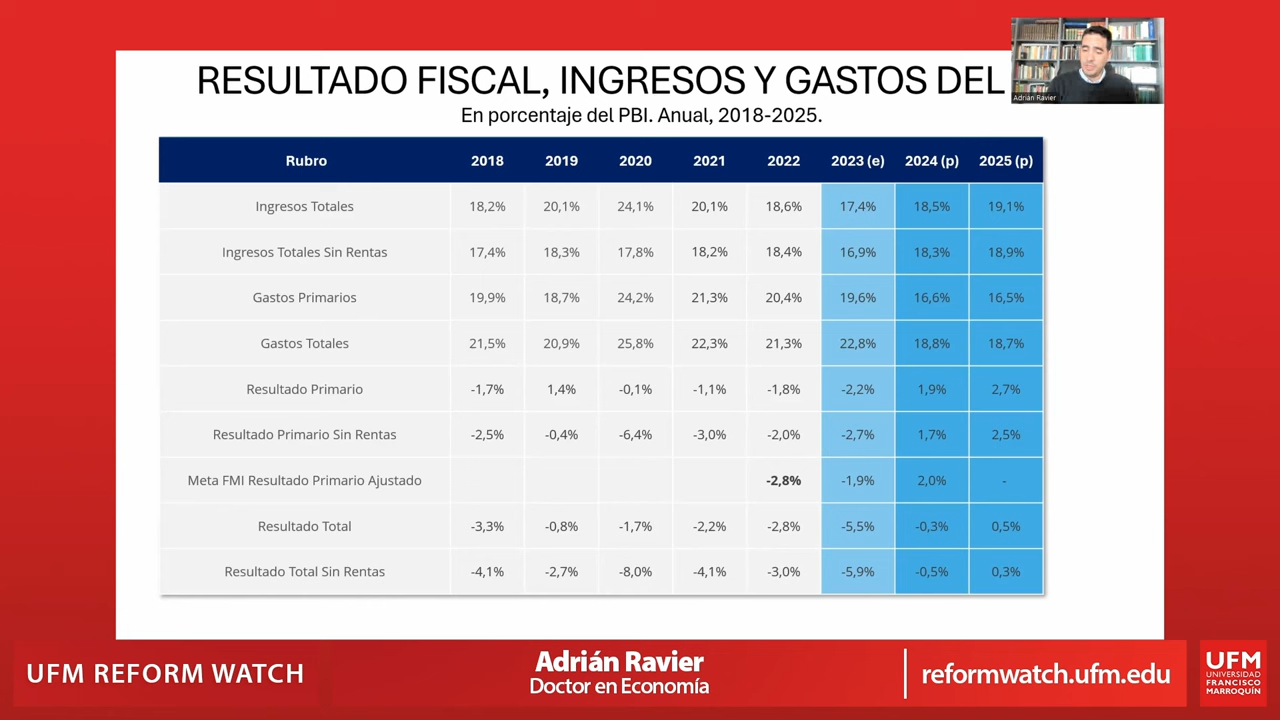 RESULTADO FISCAL, INGRESOS Y GASTOS DEL
En porcentaje del PBI. Anual, 2018-2025.
Adrián Ravier
Rubro 2018 2019 2020 2021 2022 2023 (e) 2024 (p) 2025 (p)
Ingresos Totales 18,2% 20,1% 24,1% 20,1% 18,6% 17,4% 18,5% 19,1%
Ingresos Totales Sin Rentas 17,4% 18,3% 17,8% 18,2% 18,4% 16,9% 18,3% 18,9%
Gastos Primarios 19,9% 18,7% 24,2% 21,3% 20,4% 19,6% 16,6% 16,5%
Gastos Totales 21,5% 20,9% 25,8% 22,3% 21,3% 22,8% 18,8% 18,7%
Resultado Primario -1,7% 1,4% -0,1% -1,1% -1,8% -2,2% 1,9% 2,7%
Resultado Primario Sin Rentas -2,5% -0,4% -6,4% -3,0% -2,0% -2,7% 1,7% 2,5%
Meta FMI Resultado Primario Ajustado -2,8% -1,9% 2,0% -
Resultado Total -3,3% -0,8% -1,7% -2,2% -2,8% -5,5% -0,3% 0,5%
Resultado Total Sin Rentas -4,1% -2,7% -8,0% -4,1% -3,0% -5,9% -0,5% 0,3%
UFM REFORM WATCH
Adrián Ravier
Doctor en Economía
reformwatch.ufm.edu
UFM
UNIVERSIDAD
FRANCISCO
MARROQUÍN